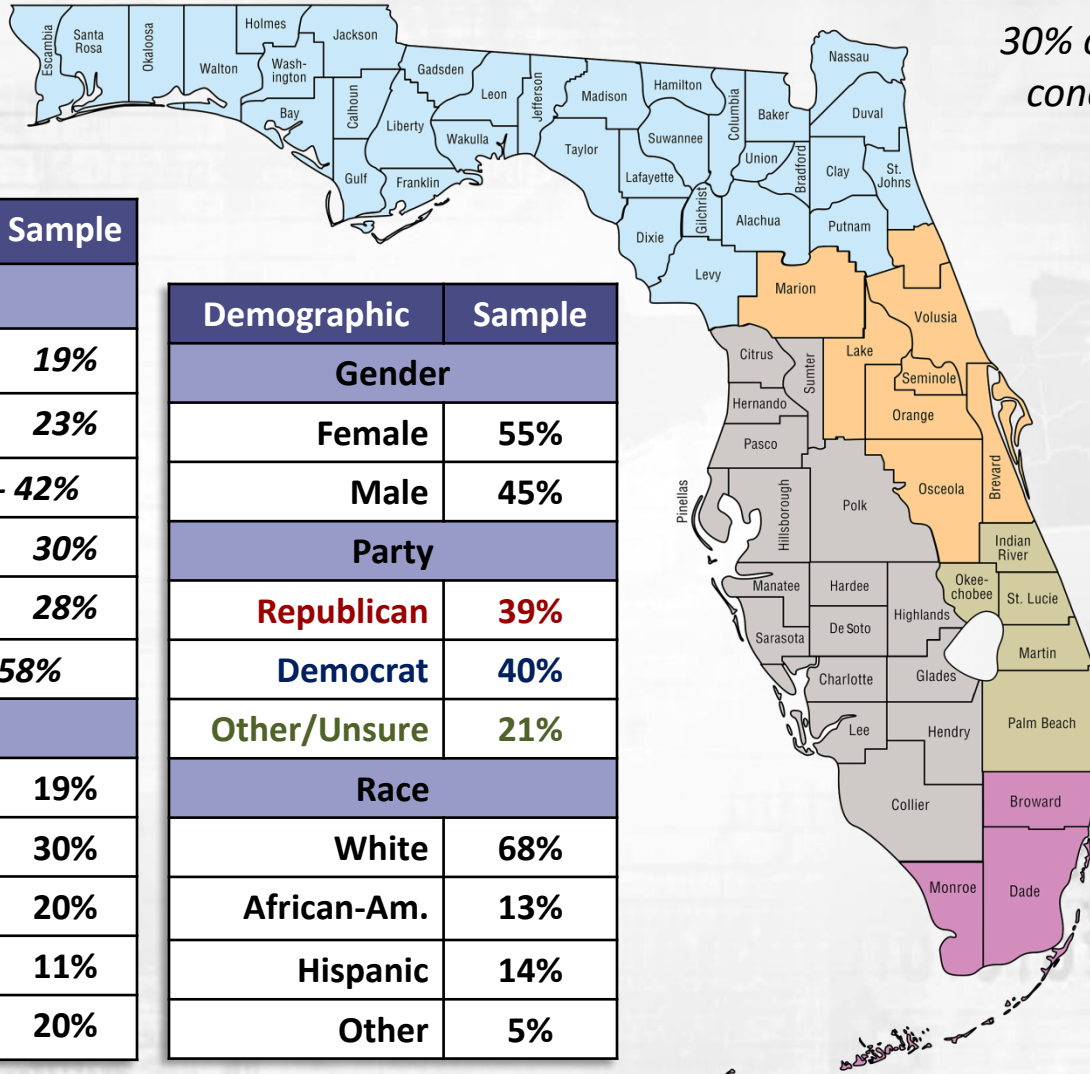 30%
Sample
19%
23%
42%
30%
28%
58%
19%
30%
20%
11%
20%
Demographic Sample
Gender
Female 55%
Male 45%
Party
Republican 39%
Democrat 40%
Other/Unsure 21%
Race
White 68%
African-Am. 13%
Hispanic 14%
Other 5%
Escambia
Santa
Rosa
Okaloosa
Walton
Holmes
Wash-
ington
Jackson
Bay
Calhoun
Gulf
Gadsden
Liberty
Franklin
Leon
Wakulla
Jefferson
Madison
Taylor
Hamilton
Suwannee
Lafayette
Dixie
Columbia
Gilchrist
Levy
Baker
Union
Bradford
Alachua
Nassau
Duval
Clay
St.
Johns
Putnam
Marion
Volusia
Citrus
Sumter
Lake
Seminole
Hernando
Orange
Pasco
Brevard
Osceola
Pinellas
Hillsborough
Polk
Indian
River
Manatee
Hardee
Okee-
chobee
St. Lucie
Highlands
Sarasota
De Soto
Martin
Charlotte
Glades
Palm Beach
Lee
Hendry
Collier
Broward
Monroe
Dade